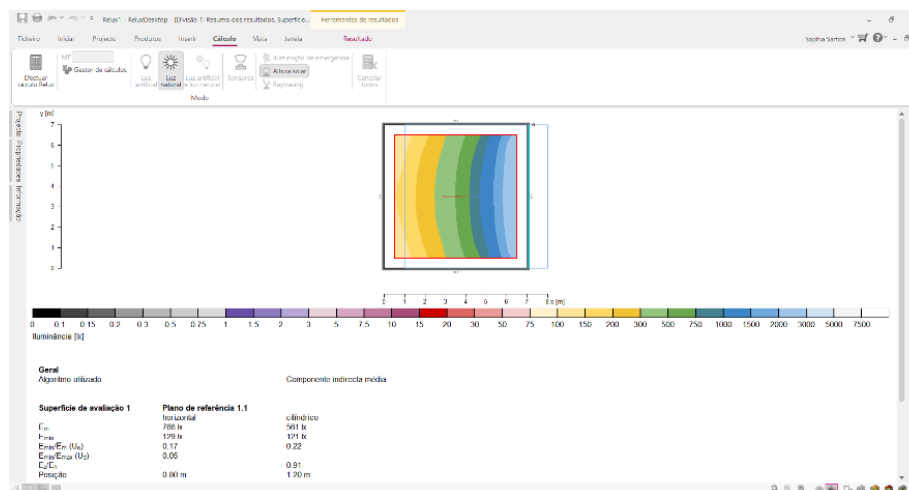 Relux1 - ReluxDesktop - [Divisão 1: Resumo dos resultados, Superfície... Ferramentas de resultados
Ficheiro Iniciar Projecto Produtos Inserir Cálculo Vista Janela Resultado
MF
Gestor de cálculos
Iluminação de emergência
Altura solar
Raytracing
Efectuar cálculo Relux
Luz artificial
Luz natural
Luz artificial e luz natural
Sensores
Cancelar todos
Modo
Projecto Propriedades Informação
y [m]
7
6
5
4
3
2
1
0
0 1 2 3 4 5 6 7 8 x [m]
0 0.1 0.15 0.2 0.3 0.5 0.75 1 1.5 2 3 5 7.5 10 15 20 30 50 75 100 150 200 300 500 750 1000 1500 2000 3000 5000 7500
Iluminância [lx]
Geral
Algoritmo utilizado Componente indirecta média
Superfície de avaliação 1 Plano de referência 1.1
horizontal cilíndrico
Em 766 lx 561 lx
Emin 129 lx 121 lx
Emin/Em (Uo) 0.17 0.22
Emin/Emax (Ud) 0.05
Ez/Eh 0.91
Posição 0.80 m 1.20 m